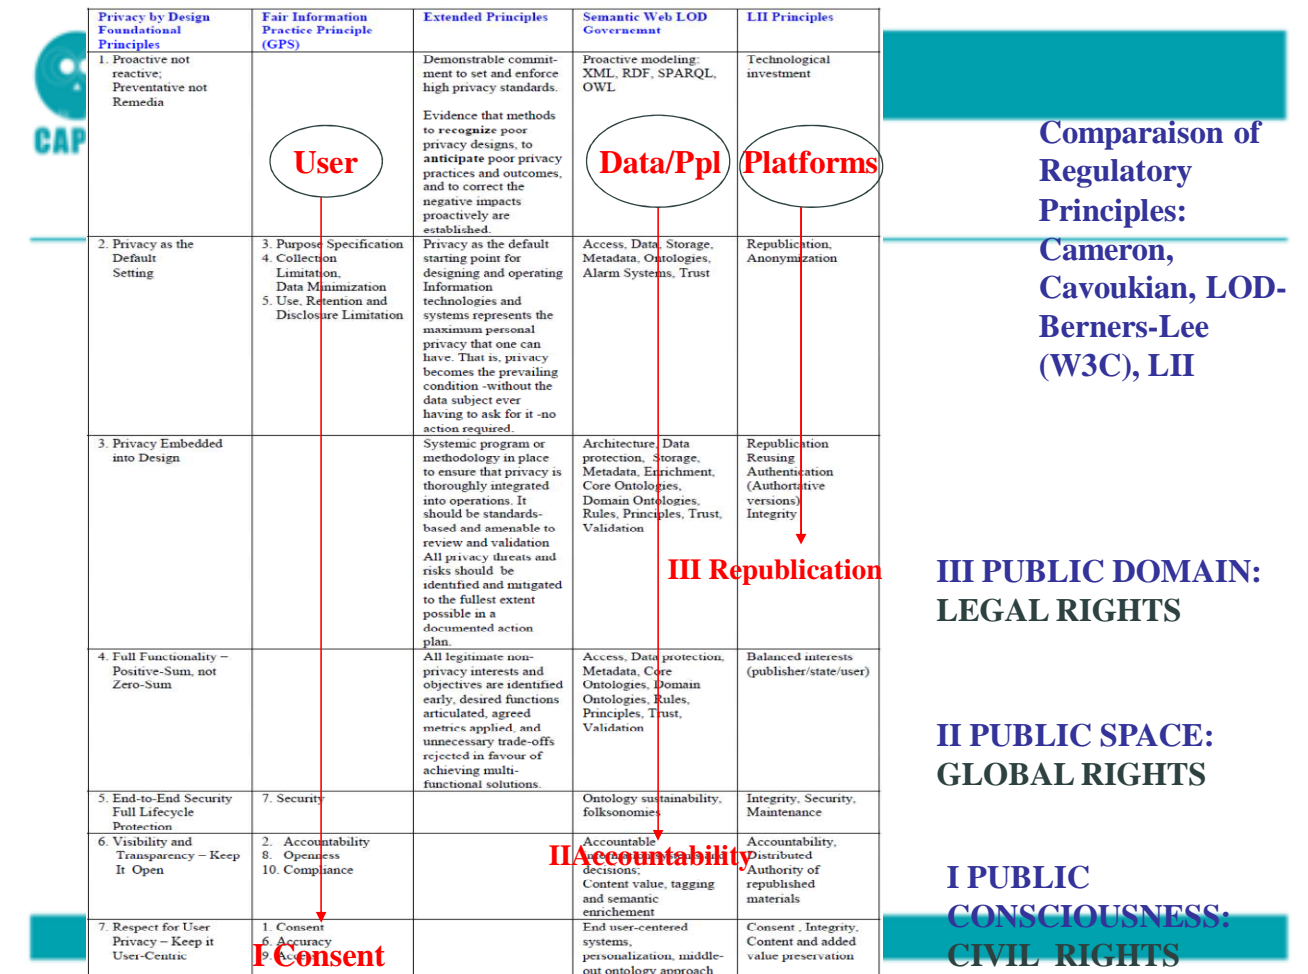 CAP
Privacy by Design
Foundational
Principles
Fair Information
Practice Principle
(GPS)
Extended Principles
Semantic Web LOD
Governemnt
LII Principles
1. Proactive not
reactive;
Preventative not
Remedia
Demonstrable commit-
ment to set and enforce
high privacy standards.
Evidence that methods
to recognize poor
privacy designs, to
anticipate poor privacy
practices and outcomes,
and to correct the
negative impacts
proactively are
established.
Proactive modeling:
XML, RDF, SPARQL,
OWL
Technological
investment
User
Data/Ppl
Platforms
2. Privacy as the
Default
Setting
3. Purpose Specification
4. Collection
Limitation,
Data Minimization
5. Use, Retention and
Disclosure Limitation
Privacy as the default
starting point for
designing and operating
Information
technologies and
systems represents the
maximum personal
privacy that one can
have. That is, privacy
becomes the prevailing
condition -without the
data subject ever
having to ask for it -no
action required.
Access, Data, Storage,
Metadata, Ontologies,
Alarm Systems, Trust
Republication,
Anonymization
3. Privacy Embedded
into Design
Systemic program or
methodology in place
to ensure that privacy is
thoroughly integrated
into operations. It
should be standards-
based and amenable to
review and validation
All privacy threats and
risks should be
identified and mitigated
to the fullest extent
possible in a
documented action
plan.
Architecture, Data
protection, Storage,
Metadata, Enrichment,
Core Ontologies,
Domain Ontologies,
Rules, Principles, Trust,
Validation
Republication
Reusing
Authentication
(Authortative
versions)
Integrity
III Republication
4. Full Functionality –
Positive-Sum, not
Zero-Sum
All legitimate non-
privacy interests and
objectives are identified
early, desired functions
articulated, agreed
metrics applied, and
unnecessary trade-offs
rejected in favour of
achieving multi-
functional solutions.
Access, Data protection,
Metadata, Core
Ontologies, Domain
Ontologies, Rules,
Principles, Trust,
Validation
Balanced interests
(publisher/state/user)
5. End-to-End Security
Full Lifecycle
Protection
7. Security
Ontology sustainability,
folksonomies
Integrity, Security,
Maintenance
6. Visibility and
Transparency – Keep
It Open
2. Accountability
8. Openness
10. Compliance
Accountable
information systems and
decisions;
Content value, tagging
and semantic
enrichement
Accountability,
Distributed
Authority of
republished
materials
IIAccountability
7. Respect for User
Privacy – Keep it
User-Centric
1. Consent
6. Accuracy
9.
I Consent
End user-centered
systems,
personalization, middle-
out ontology approach
Consent , Integrity,
Content and added
value preservation
Comparaison of
Regulatory
Principles:
Cameron,
Cavoukian, LOD-
Berners-Lee
(W3C), LII
III PUBLIC DOMAIN:
LEGAL RIGHTS
II PUBLIC SPACE:
GLOBAL RIGHTS
I PUBLIC
CONSCIOUSNESS:
CIVIL RIGHTS